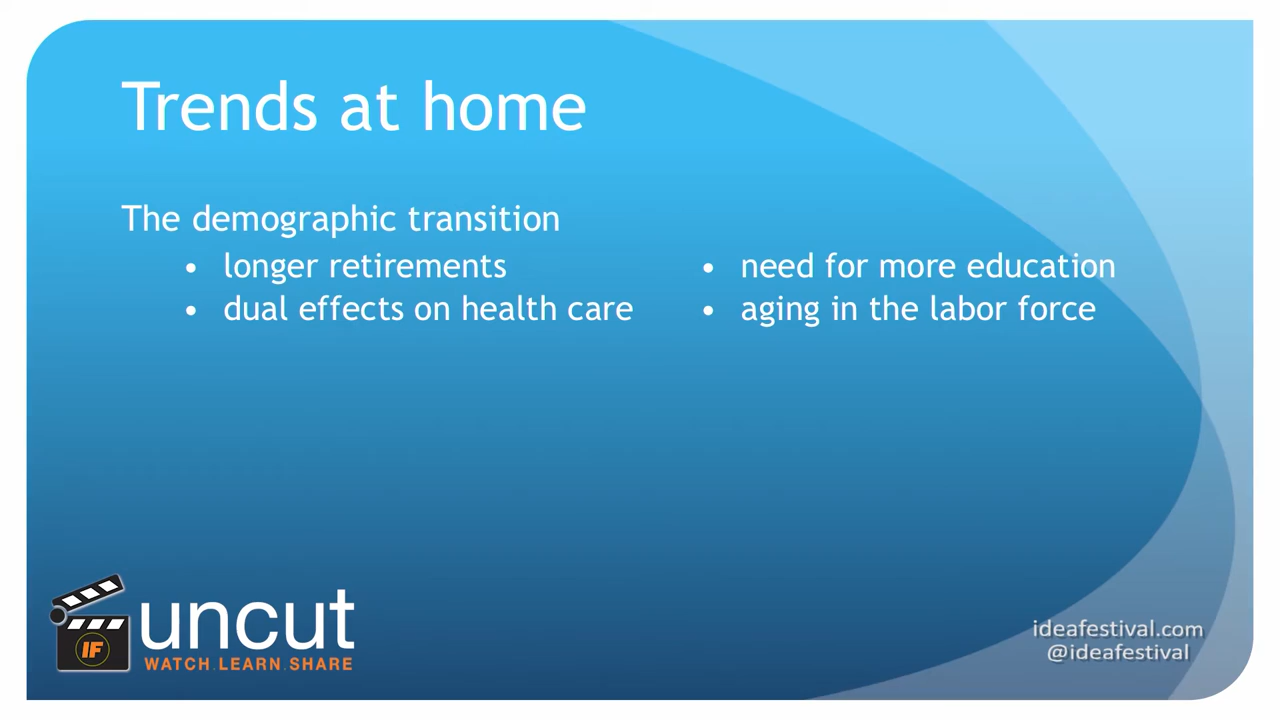 Trends at home
The demographic transition
• longer retirements
• dual effects on health care
• need for more education
• aging in the labor force
IF
uncut
WATCH.LEARN.SHARE
ideafestival.com
@ideafestival